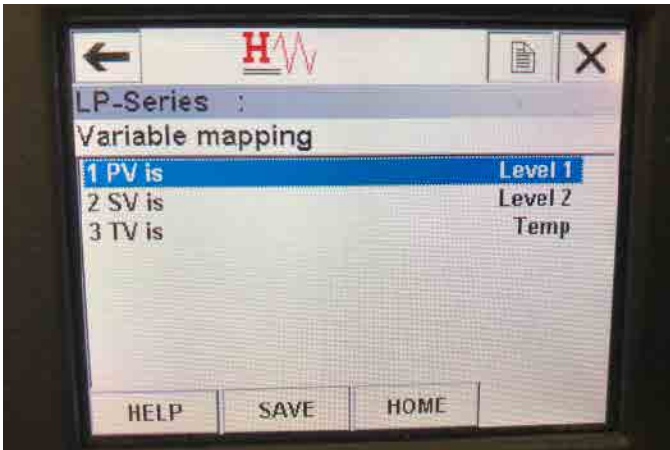 H
LP-Series :
Variable mapping
1 PV is Level 1
2 SV is Level 2
3 TV is Temp
HELP SAVE HOME